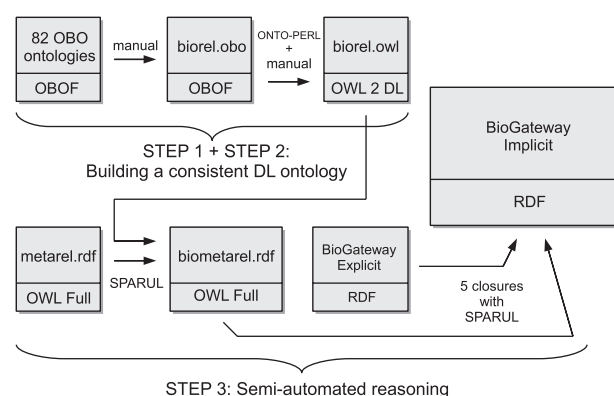 82 OBO
ontologies
OBOF
manual
biorel.obo
OBOF
ONTO-PERL
+
manual
biorel.owl
OWL 2 DL
BioGateway
Implicit
RDF
STEP 1 + STEP 2:
Building a consistent DL ontology
metarel.rdf
OWL Full
SPARUL
biometarel.rdf
OWL Full
BioGateway
Explicit
RDF
5 closures
with
SPARUL
STEP 3: Semi-automated reasoning